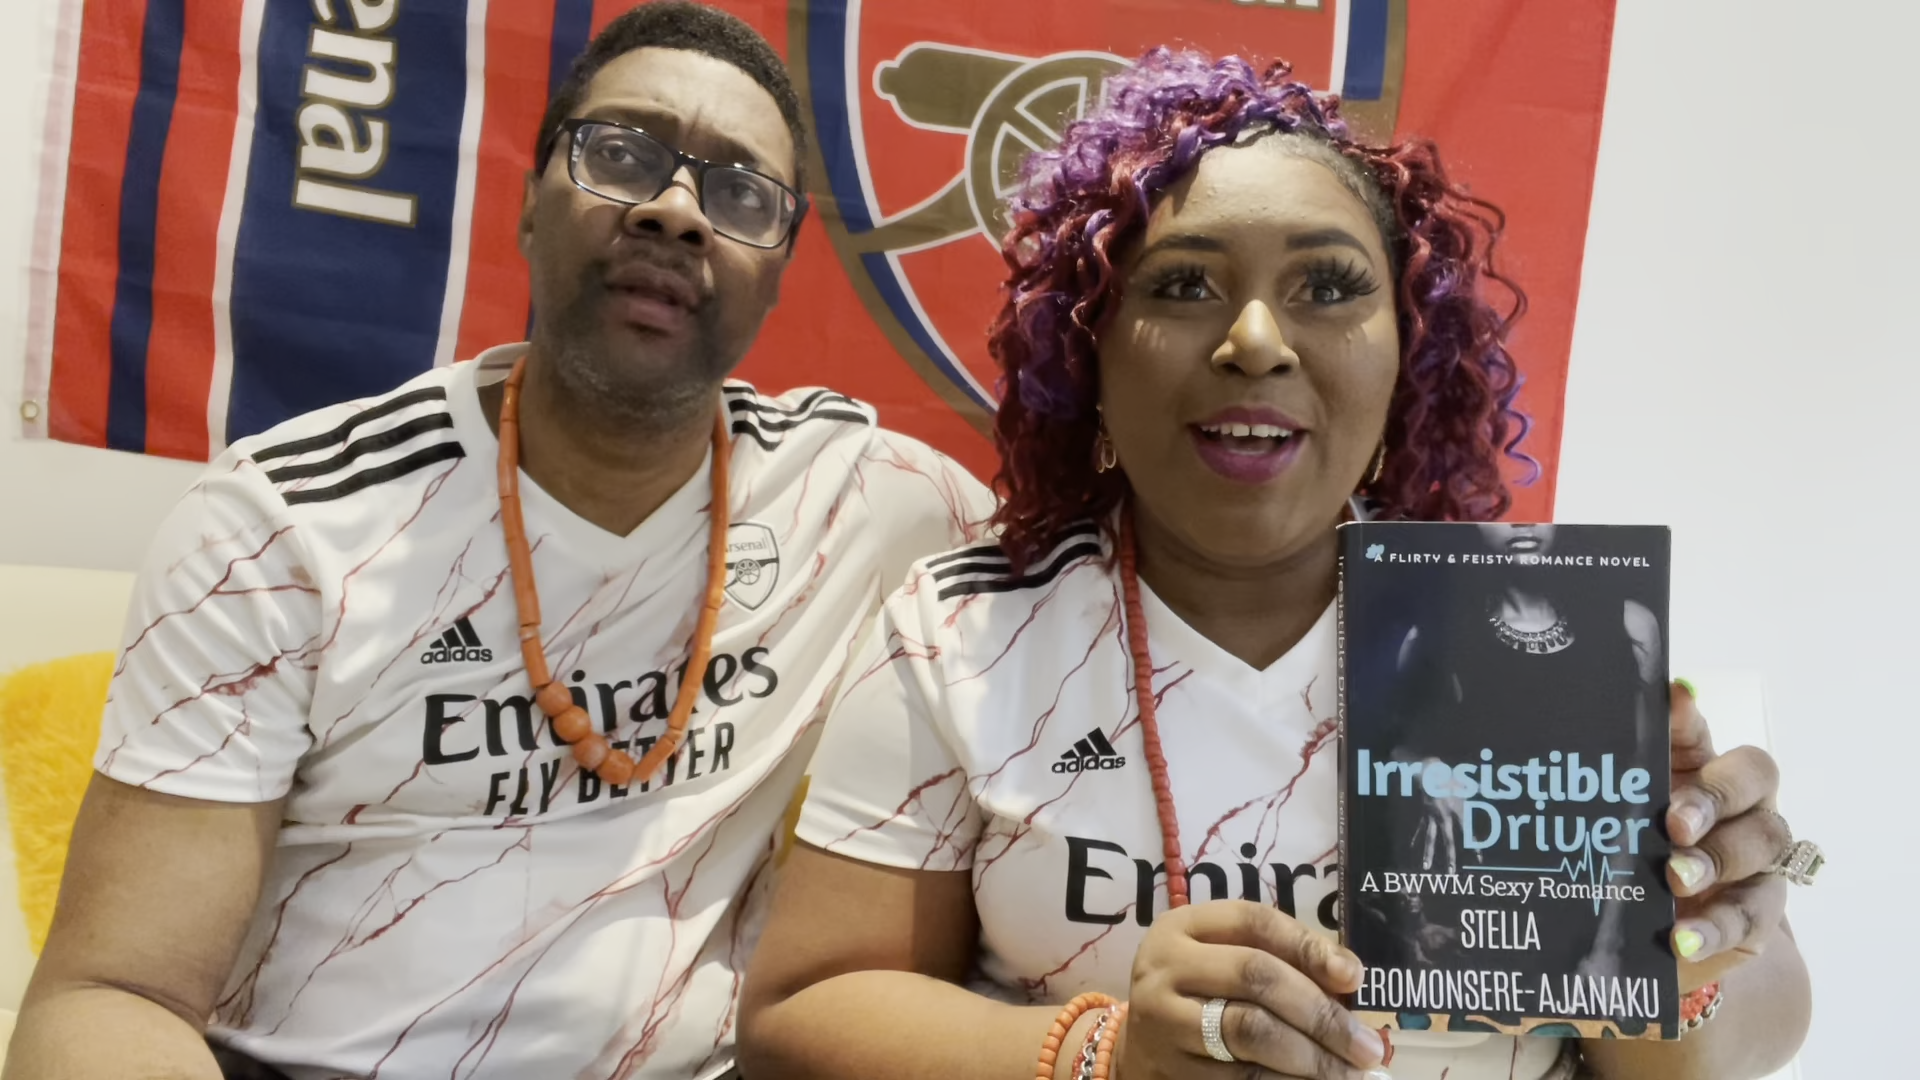 enal
Arsenal
adidas
Emirates
FLY BETTER
adidas
Emira
A FLIRTY & FEISTY ROMANCE NOVEL
Irresistible
Driver
A BWWM Sexy Romance
STELLA
EROMONSERE-AJANAKU
Irresistible Driver